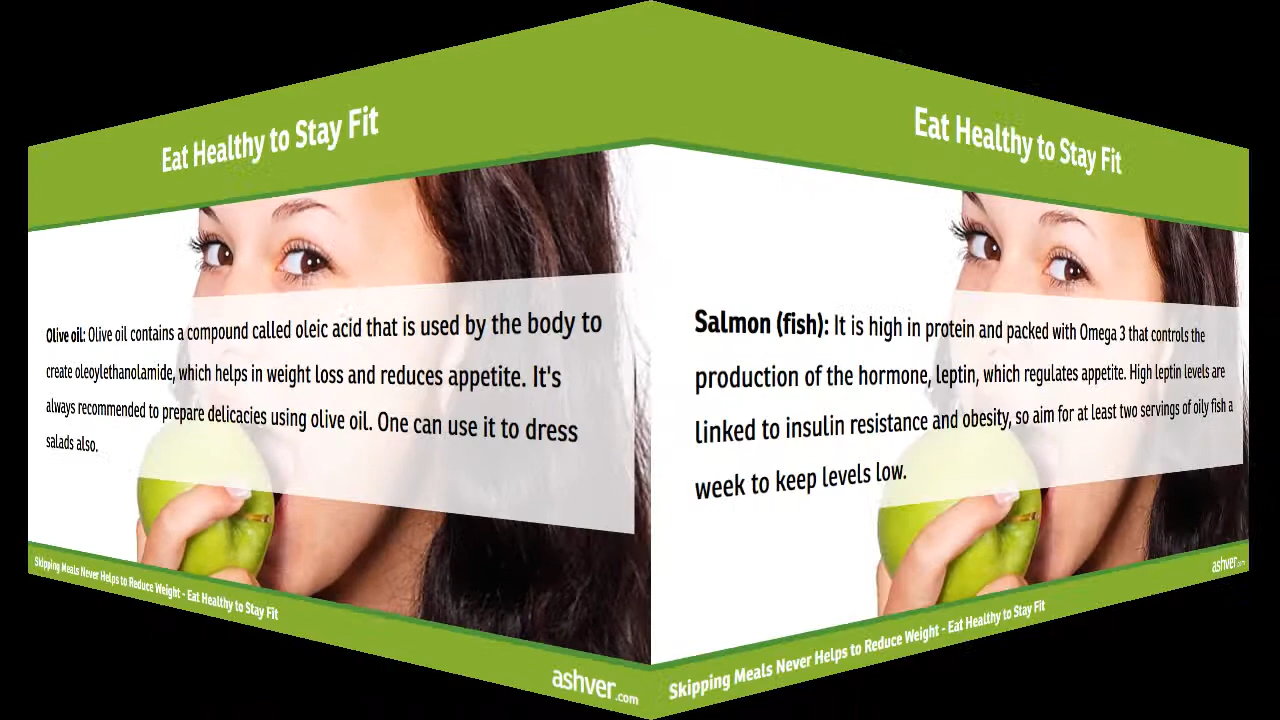 Eat Healthy to Stay Fit
Olive oil: Olive oil contains a compound called oleic acid that is used by the body to
create oleoylethanolamide, which helps in weight loss and reduces appetite. It's
always recommended to prepare delicacies using olive oil. One can use it to dress
salads also.
Skipping Meals Never Helps to Reduce Weight - Eat Healthy to Stay Fit
ashver.com
Eat Healthy to Stay Fit
Salmon (fish): It is high in protein and packed with Omega 3 that controls the
production of the hormone, leptin, which regulates appetite. High leptin levels are
linked to insulin resistance and obesity, so aim for at least two servings of oily fish a
week to keep levels low.
Skipping Meals Never Helps to Reduce Weight - Eat Healthy to Stay Fit
ashver.com